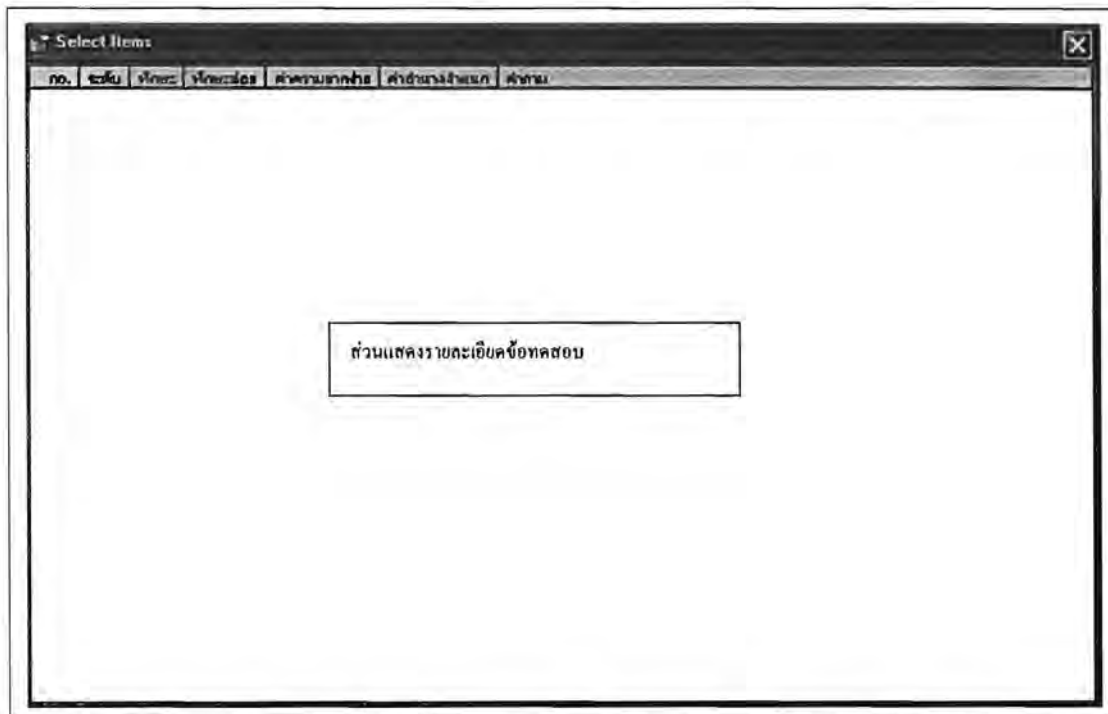 Select Items
no. ระดับ ทักษะ ทักษะย่อย ค่าความยากง่าย ค่าอำนาจจำแนก คำถาม
ส่วนแสดงรายละเอียดข้อทดสอบ